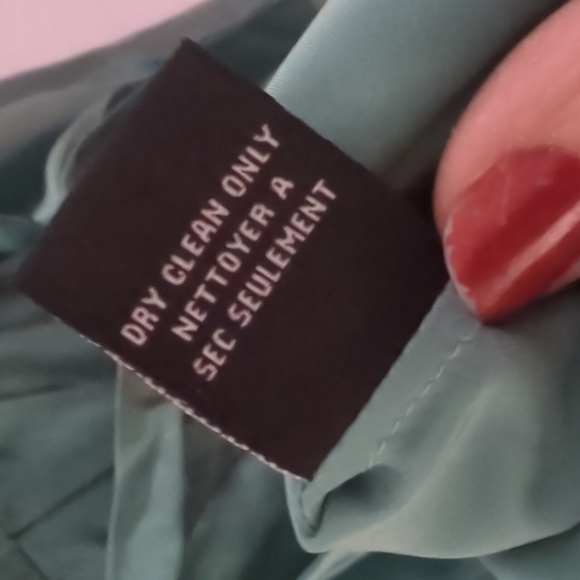 DRY CLEAN ONLY
NETTOYER A
SEC SEULEMENT